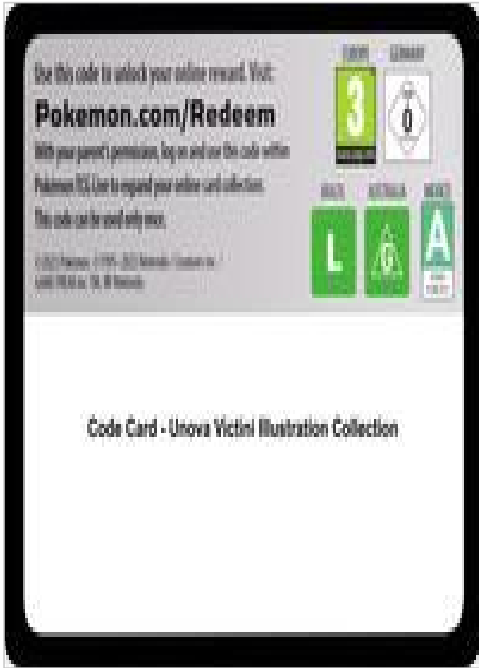 Use this code to unlock your online reward. Visit:
Pokemon.com/Redeem
With your parent's permission, log on and use this code within
Pokémon TCG Live to expand your online card collection.
This code can be used only once.
EUROPE
GERMANY
3
0
BRAZIL
AUSTRALIA
MEXICO
L
G
A
Code Card - Unova Victini Illustration Collection